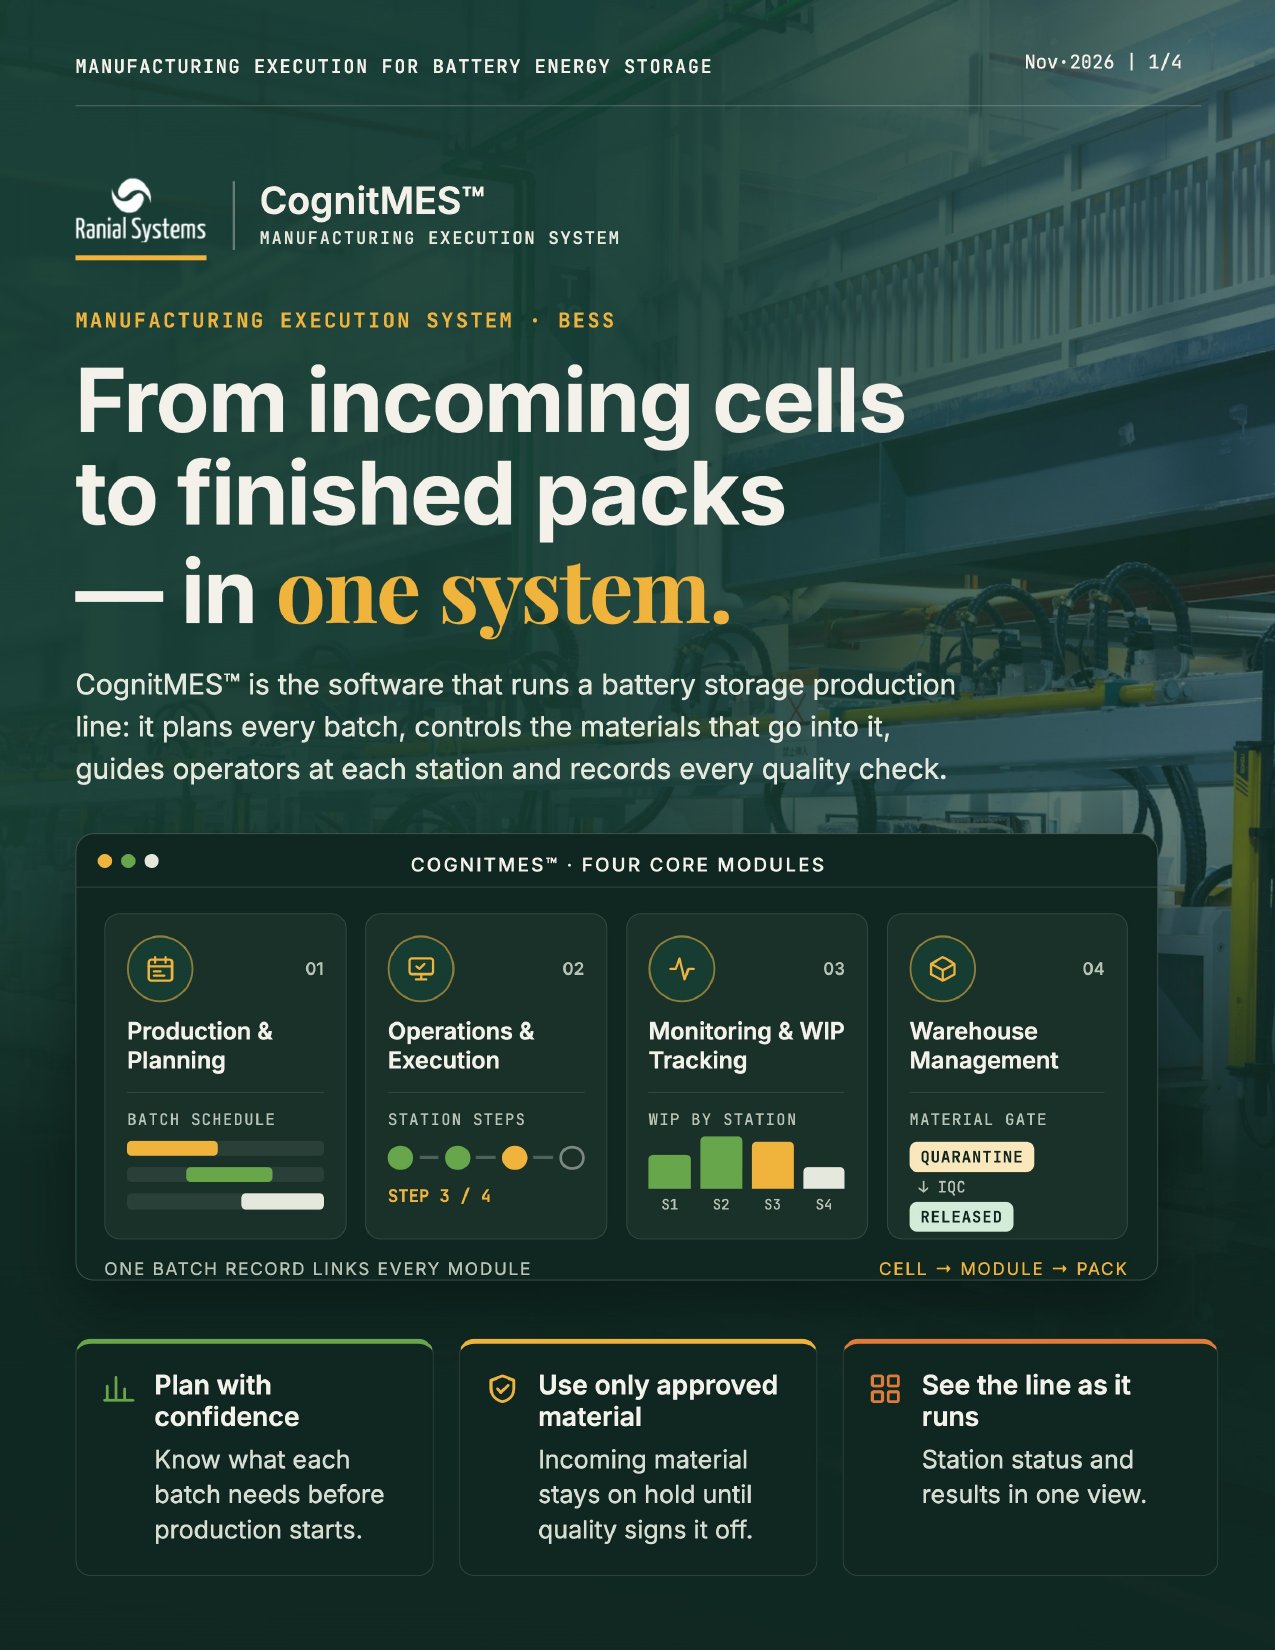 MANUFACTURING EXECUTION FOR BATTERY ENERGY STORAGE
Nov·2026 | 1/4
Ranial Systems
CognitMES™
MANUFACTURING EXECUTION SYSTEM
MANUFACTURING EXECUTION SYSTEM · BESS
From incoming cells
to finished packs
— in one system.
CognitMES™ is the software that runs a battery storage production
line: it plans every batch, controls the materials that go into it,
guides operators at each station and records every quality check.
COGNITMES™ · FOUR CORE MODULES
01
Production &
Planning
BATCH SCHEDULE
02
Operations &
Execution
STATION STEPS
STEP 3 / 4
03
Monitoring & WIP
Tracking
WIP BY STATION
S1 S2 S3 S4
04
Warehouse
Management
MATERIAL GATE
QUARANTINE
↓ IQC
RELEASED
ONE BATCH RECORD LINKS EVERY MODULE
CELL → MODULE → PACK
Plan with
confidence
Know what each
batch needs before
production starts.
Use only approved
material
Incoming material
stays on hold until
quality signs it off.
See the line as it
runs
Station status and
results in one view.